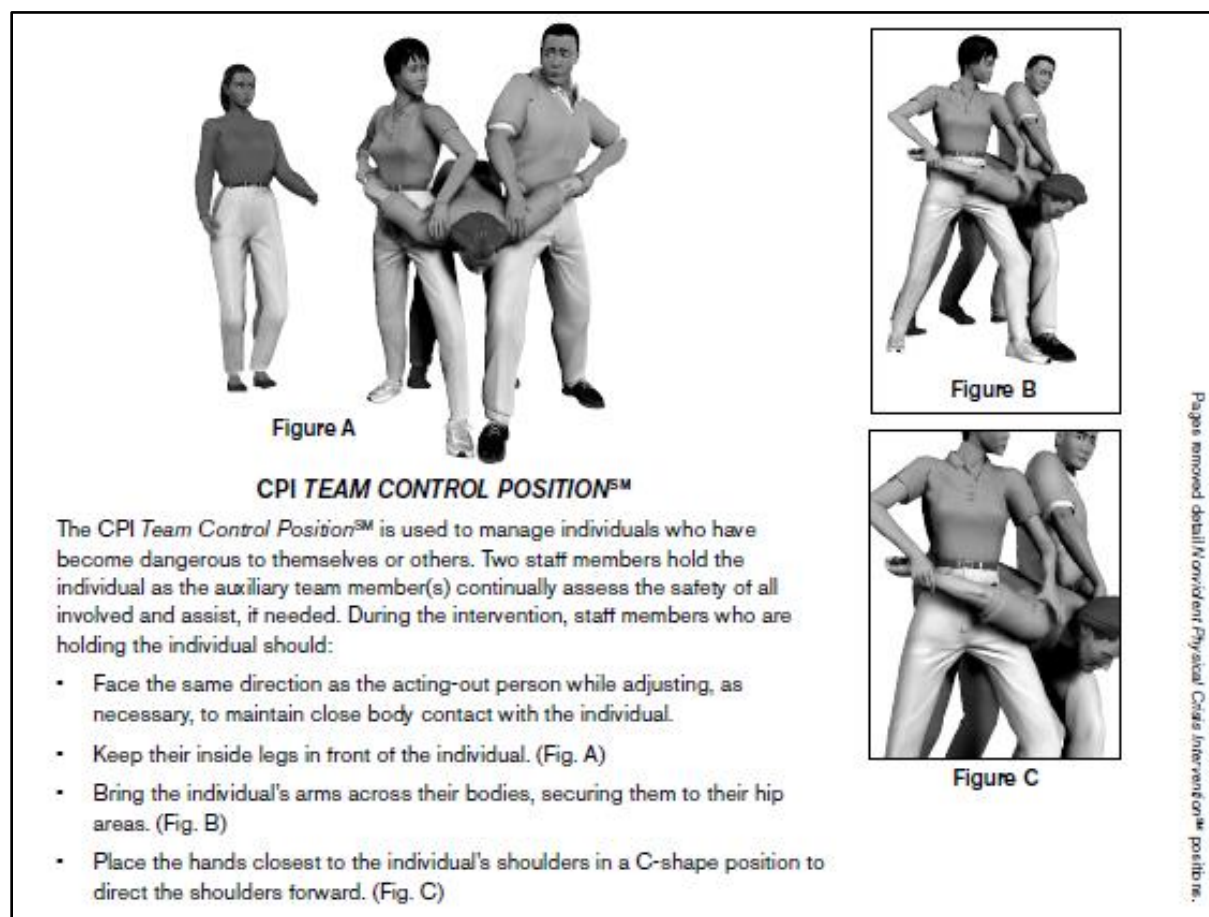 Figure A
Figure B
Figure C
CPI TEAM CONTROL POSITION℠
The CPI Team Control Position℠ is used to manage individuals who have
become dangerous to themselves or others. Two staff members hold the
individual as the auxiliary team member(s) continually assess the safety of all
involved and assist, if needed. During the intervention, staff members who are
holding the individual should:
- Face the same direction as the acting-out person while adjusting, as
necessary, to maintain close body contact with the individual.
- Keep their inside legs in front of the individual. (Fig. A)
- Bring the individual's arms across their bodies, securing them to their hip
areas. (Fig. B)
- Place the hands closest to the individual's shoulders in a C-shape position to
direct the shoulders forward. (Fig. C)
Pages removed detail Nonviolent Physical Crisis Intervention℠ positions.